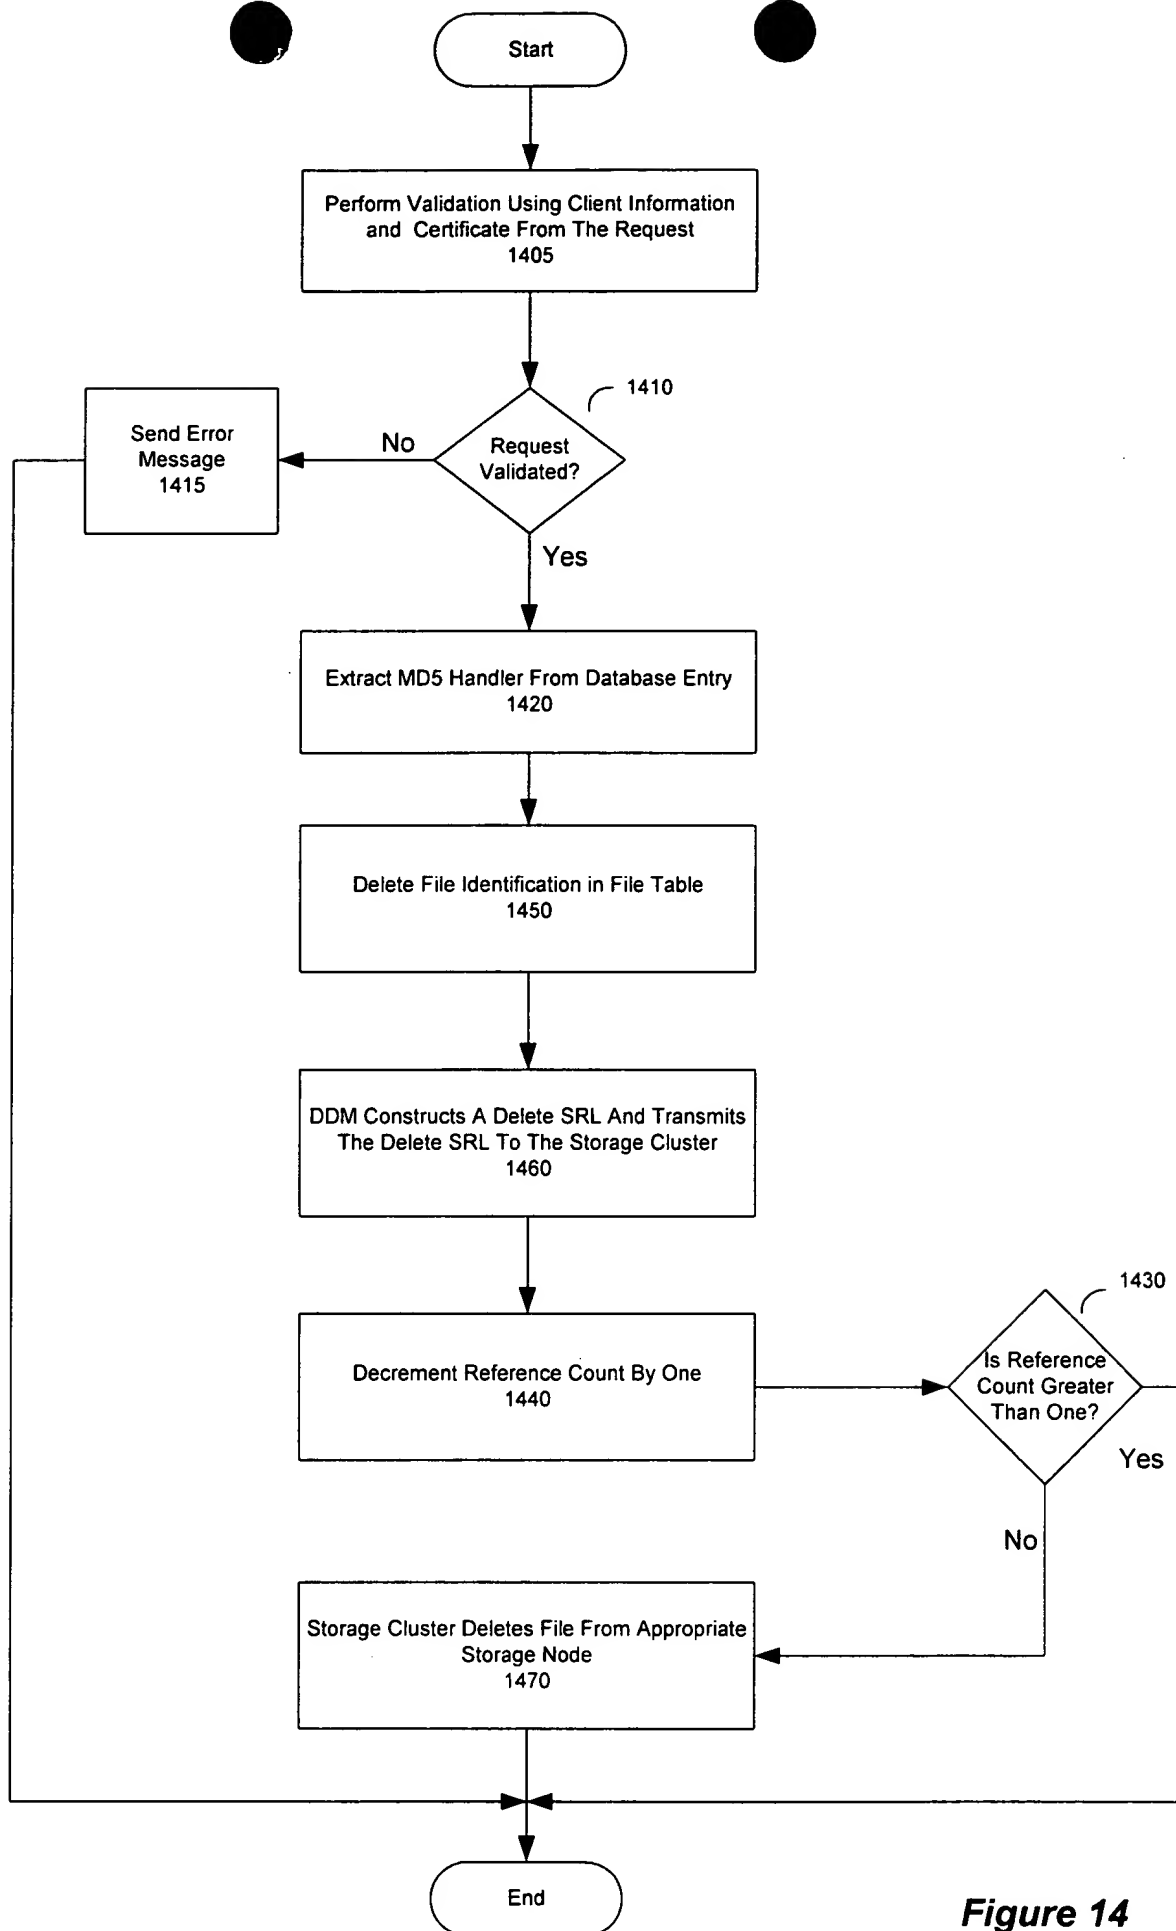 Start
Perform Validation Using Client Information
and Certificate From The Request
1405
1410
Request
Validated?
No
Send Error
Message
1415
Yes
Extract MD5 Handler From Database Entry
1420
Delete File Identification in File Table
1450
DDM Constructs A Delete SRL And Transmits
The Delete SRL To The Storage Cluster
1460
Decrement Reference Count By One
1440
1430
Is Reference
Count Greater
Than One?
Yes
No
Storage Cluster Deletes File From Appropriate
Storage Node
1470
End
Figure 14